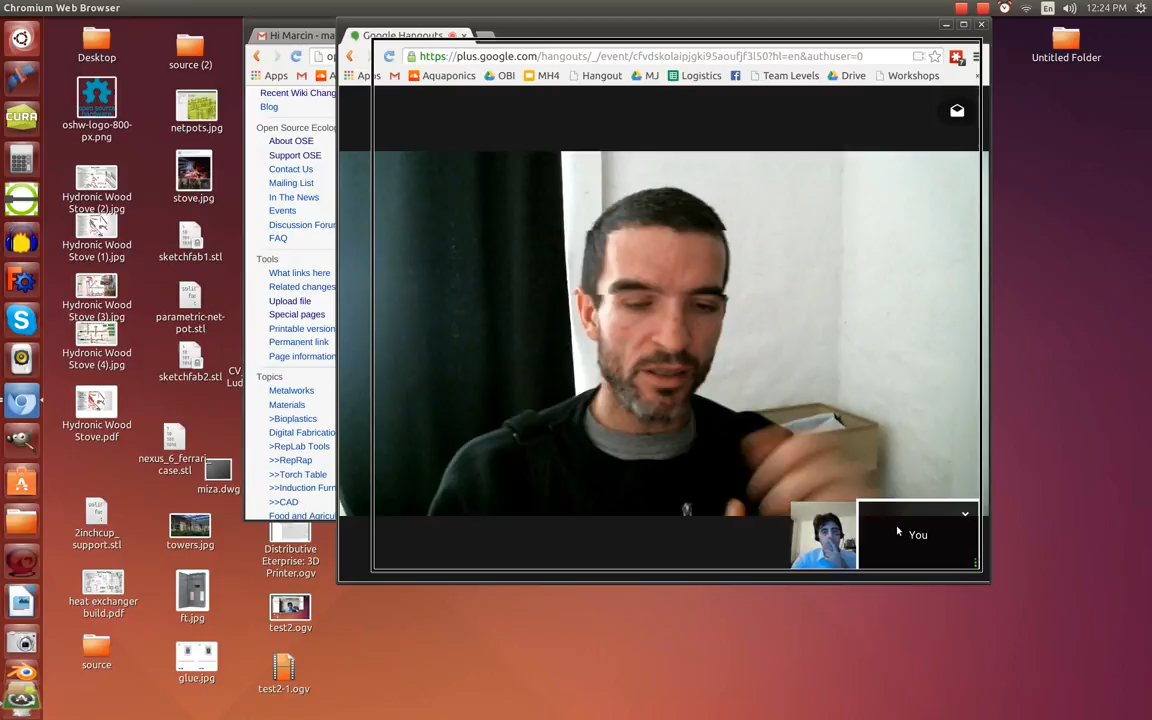 Chromium Web Browser
En
12:24 PM
Desktop
source (2)
oshw-logo-800-
px.png
netpots.jpg
CURA
Hydronic Wood
Stove (2).jpg
stove.jpg
Hydronic Wood
Stove (1).jpg
sketchfab1.stl
Hydronic Wood
Stove (3).jpg
parametric-net-
pot.stl
Hydronic Wood
Stove (4).jpg
sketchfab2.stl
CV_
Lud
Hydronic Wood
Stove.pdf
nexus_6_ferrari_
case.stl
miza.dwg
2inchcup_
support.stl
towers.jpg
Distributive
Eterprise: 3D
Printer.ogv
heat exchanger
build.pdf
ft.jpg
test2.ogv
source
glue.jpg
test2-1.ogv
Untitled Folder
Hi Marcin - ma
Apps
Recent Wiki Chang
Blog
Open Source Ecolo
About OSE
Support OSE
Contact Us
Mailing List
In The News
Events
Discussion Foru
FAQ
Tools
What links here
Related changes
Upload file
Special pages
Printable version
Permanent link
Page information
Topics
Metalworks
Materials
>Bioplastics
Digital Fabricatio
>RepLab Tools
>>RepRap
>>Torch Table
>>Induction Furn
>>CAD
Food and Agricu
Google Hangouts
https://plus.google.com/hangouts/_/event/cfvdskolaipjgki95aoufjf3l50?hl=en&authuser=0
Apps
Aquaponics
OBI
MH4
Hangout
MJ
Logistics
Team Levels
Drive
Workshops
You